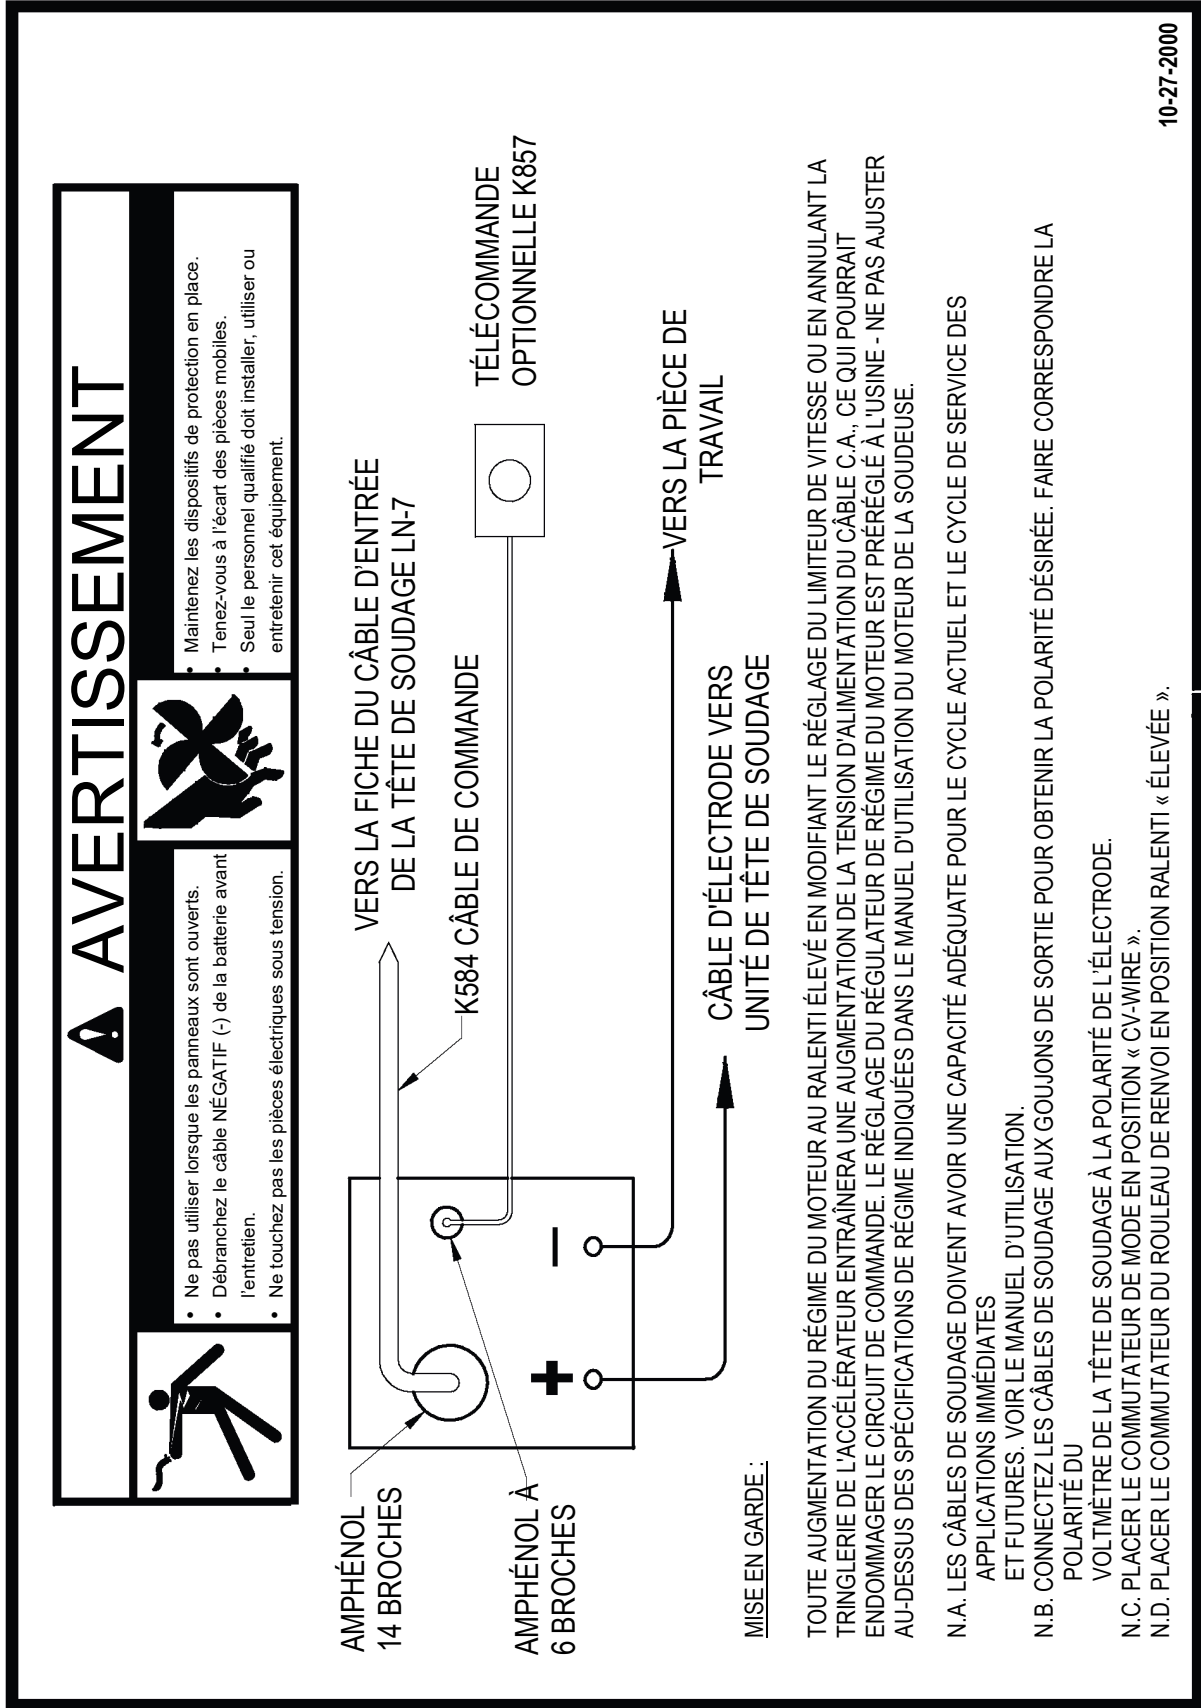 AVERTISSEMENT
• Ne pas utiliser lorsque les panneaux sont ouverts.
• Débranchez le câble NÉGATIF (-) de la batterie avant
l'entretien.
• Ne touchez pas les pièces électriques sous tension.
• Maintenez les dispositifs de protection en place.
• Tenez-vous à l'écart des pièces mobiles.
• Seul le personnel qualifié doit installer, utiliser ou
entretenir cet équipement.
AMPHÉNOL
14 BROCHES
VERS LA FICHE DU CÂBLE D'ENTRÉE
DE LA TÊTE DE SOUDAGE LN-7
K584 CÂBLE DE COMMANDE
TÉLÉCOMMANDE
OPTIONNELLE K857
AMPHÉNOL À
6 BROCHES
+
–
VERS LA PIÈCE DE
TRAVAIL
CÂBLE D'ÉLECTRODE VERS
UNITÉ DE TÊTE DE SOUDAGE
MISE EN GARDE :
TOUTE AUGMENTATION DU RÉGIME DU MOTEUR AU RALENTI ÉLEVÉ EN MODIFIANT LE RÉGLAGE DU LIMITEUR DE VITESSE OU EN ANNULANT LA
TRINGLERIE DE L'ACCÉLÉRATEUR ENTRAÎNERA UNE AUGMENTATION DE LA TENSION D'ALIMENTATION DU CÂBLE C.A., CE QUI POURRAIT
ENDOMMAGER LE CIRCUIT DE COMMANDE. LE RÉGLAGE DU RÉGULATEUR DE RÉGIME DU MOTEUR EST PRÉRÉGLÉ À L'USINE - NE PAS AJUSTER
AU-DESSUS DES SPÉCIFICATIONS DE RÉGIME INDIQUÉES DANS LE MANUEL D'UTILISATION DU MOTEUR DE LA SOUDEUSE.
N.A. LES CÂBLES DE SOUDAGE DOIVENT AVOIR UNE CAPACITÉ ADÉQUATE POUR LE CYCLE ACTUEL ET LE CYCLE DE SERVICE DES
APPLICATIONS IMMÉDIATES
ET FUTURES. VOIR LE MANUEL D'UTILISATION.
N.B. CONNECTEZ LES CÂBLES DE SOUDAGE AUX GOUJONS DE SORTIE POUR OBTENIR LA POLARITÉ DÉSIRÉE. FAIRE CORRESPONDRE LA
POLARITÉ DU
VOLTMÈTRE DE LA TÊTE DE SOUDAGE À LA POLARITÉ DE L'ÉLECTRODE.
N.C. PLACER LE COMMUTATEUR DE MODE EN POSITION « CV-WIRE ».
N.D. PLACER LE COMMUTATEUR DU ROULEAU DE RENVOI EN POSITION RALENTI « ÉLEVÉE ».
10-27-2000